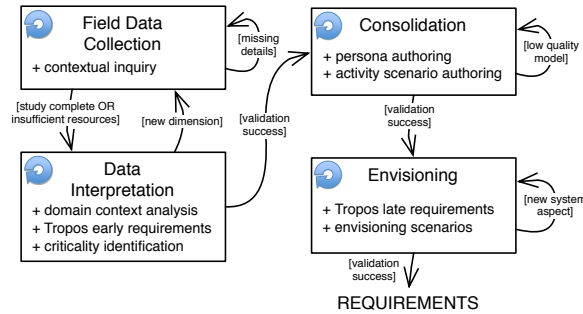 Field Data
Collection
+ contextual inquiry
[missing
details]
[study complete OR
insufficient resources]
[new dimension]
[validation
success]
Data
Interpretation
+ domain context analysis
+ Tropos early requirements
+ criticality identification
Consolidation
+ persona authoring
+ activity scenario authoring
[low quality
model]
[validation
success]
Envisioning
+ Tropos late requirements
+ envisioning scenarios
[new system
aspect]
[validation
success]
REQUIREMENTS